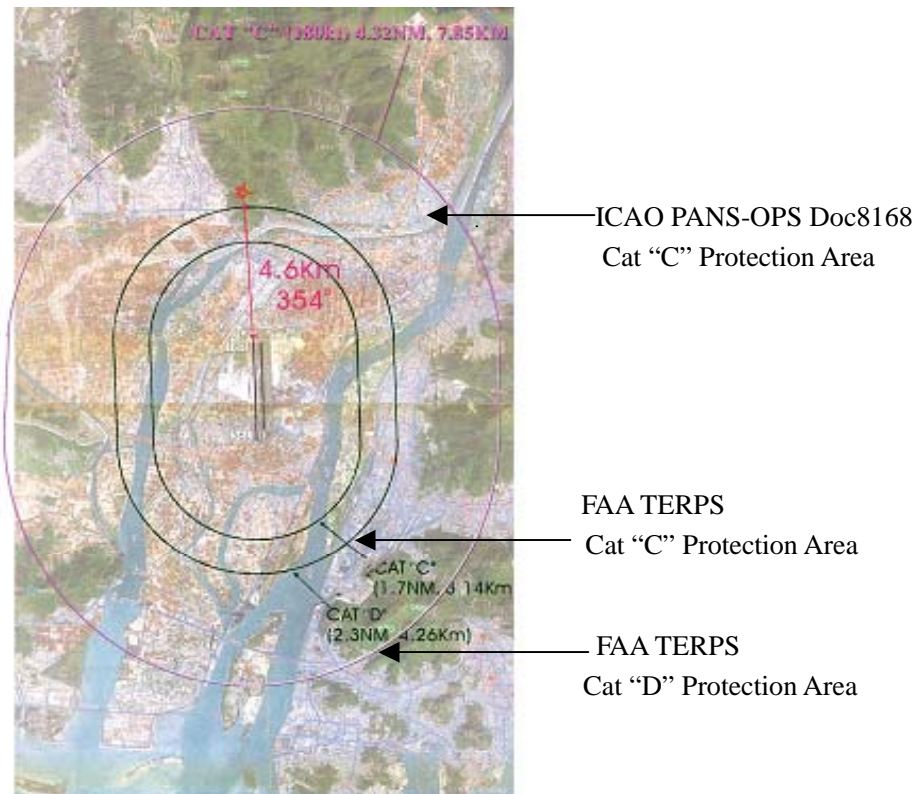 CAT "C" (180kt) 4.32NM, 7.85KM
ICAO PANS-OPS Doc8168
Cat “C” Protection Area
4.6Km
354°
FAA TERPS
Cat “C” Protection Area
CAT "C"
(1.7NM, 3.14Km
CAT "D"
(2.3NM 4.26Km)
FAA TERPS
Cat “D” Protection Area